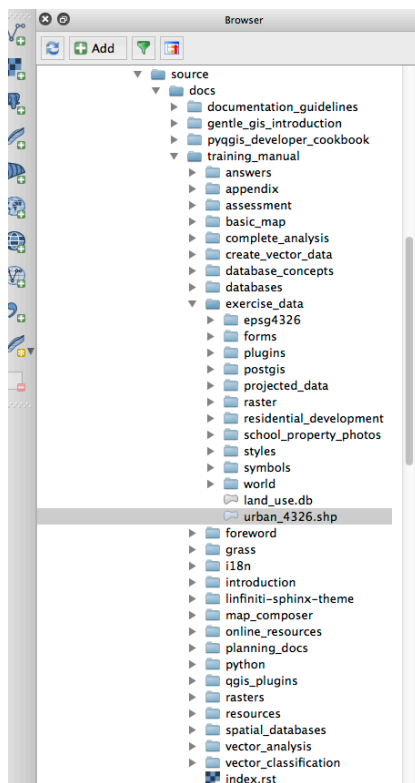 Browser
Add
source
docs
documentation_guidelines
gentle_gis_introduction
pyqgis_developer_cookbook
training_manual
answers
appendix
assessment
basic_map
complete_analysis
create_vector_data
database_concepts
databases
exercise_data
epsg4326
forms
plugins
postgis
projected_data
raster
residential_development
school_property_photos
styles
symbols
world
land_use.db
urban_4326.shp
foreword
grass
i18n
introduction
linfiniti-sphinx-theme
map_composer
online_resources
planning_docs
python
qgis_plugins
rasters
resources
spatial_databases
vector_analysis
vector_classification
index.rst